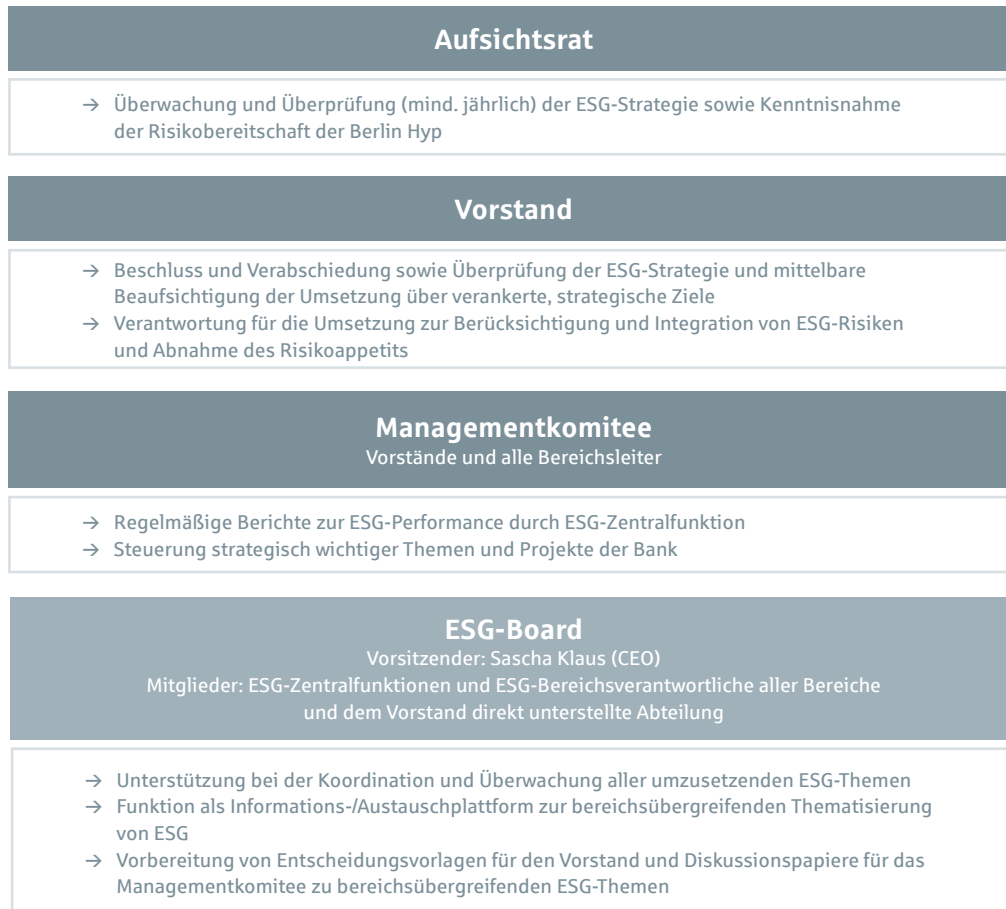 Aufsichtsrat
→ Überwachung und Überprüfung (mind. jährlich) der ESG-Strategie sowie Kenntnisnahme
der Risikobereitschaft der Berlin Hyp
Vorstand
→ Beschluss und Verabschiedung sowie Überprüfung der ESG-Strategie und mittelbare
Beaufsichtigung der Umsetzung über verankerte, strategische Ziele
→ Verantwortung für die Umsetzung zur Berücksichtigung und Integration von ESG-Risiken
und Abnahme des Risikoappetits
Managementkomitee
Vorstände und alle Bereichsleiter
→ Regelmäßige Berichte zur ESG-Performance durch ESG-Zentralfunktion
→ Steuerung strategisch wichtiger Themen und Projekte der Bank
ESG-Board
Vorsitzender: Sascha Klaus (CEO)
Mitglieder: ESG-Zentralfunktionen und ESG-Bereichsverantwortliche aller Bereiche
und dem Vorstand direkt unterstellte Abteilung
→ Unterstützung bei der Koordination und Überwachung aller umzusetzenden ESG-Themen
→ Funktion als Informations-/Austauschplattform zur bereichsübergreifenden Thematisierung
von ESG
→ Vorbereitung von Entscheidungsvorlagen für den Vorstand und Diskussionspapiere für das
Managementkomitee zu bereichsübergreifenden ESG-Themen